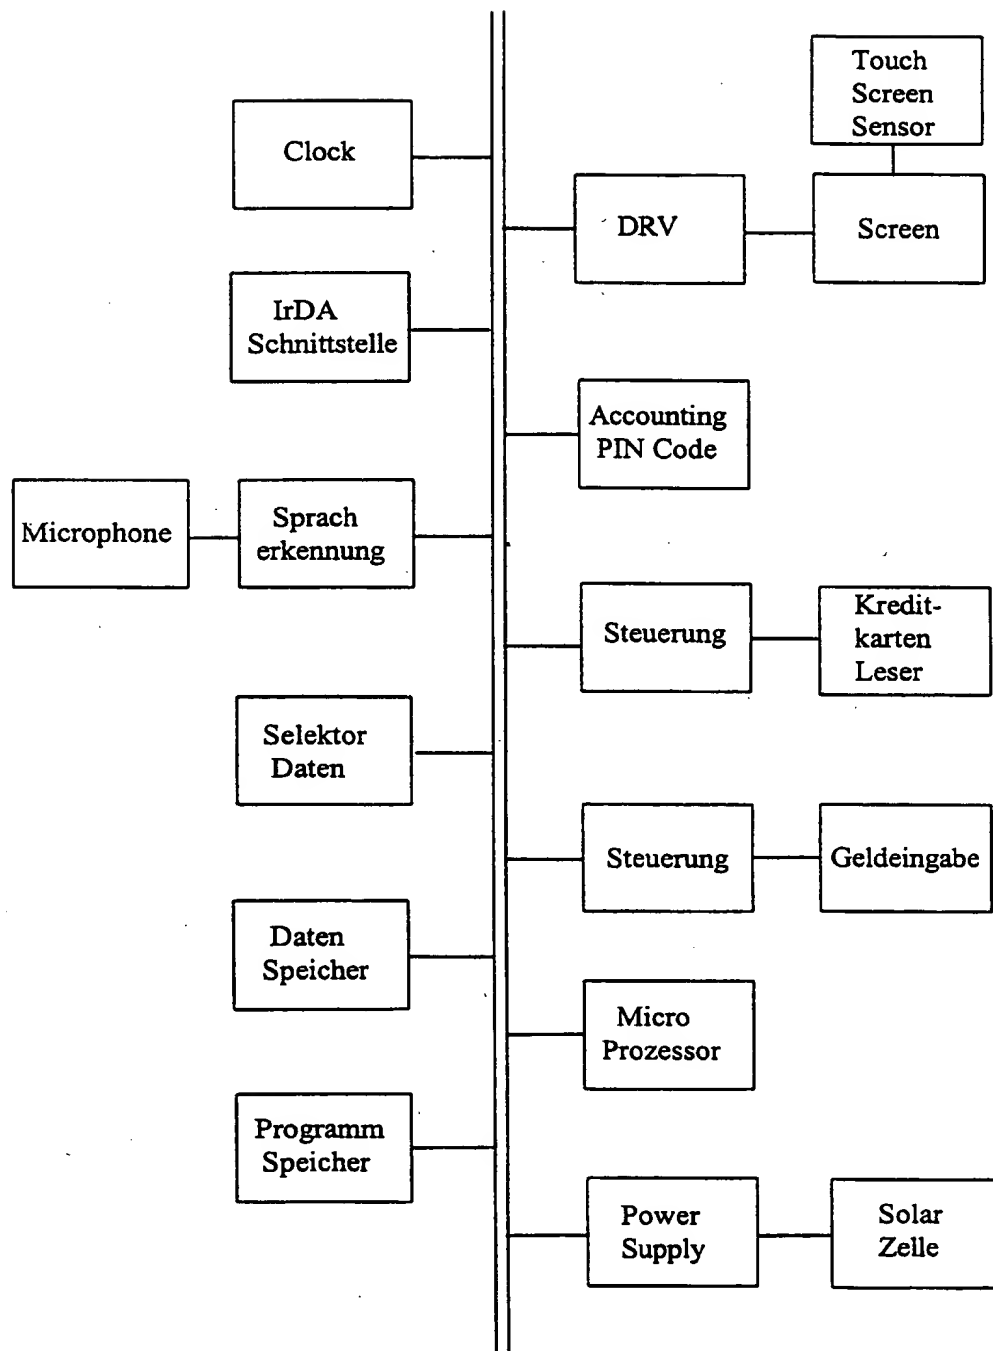 Touch
Screen
Sensor
Clock
DRV
Screen
IrDA
Schnittstelle
Accounting
PIN Code
Microphone
Sprach
erkennung
Steuerung
Kredit-
karten
Leser
Selektor
Daten
Steuerung
Geldeingabe
Daten
Speicher
Micro
Prozessor
Programm
Speicher
Power
Supply
Solar
Zelle